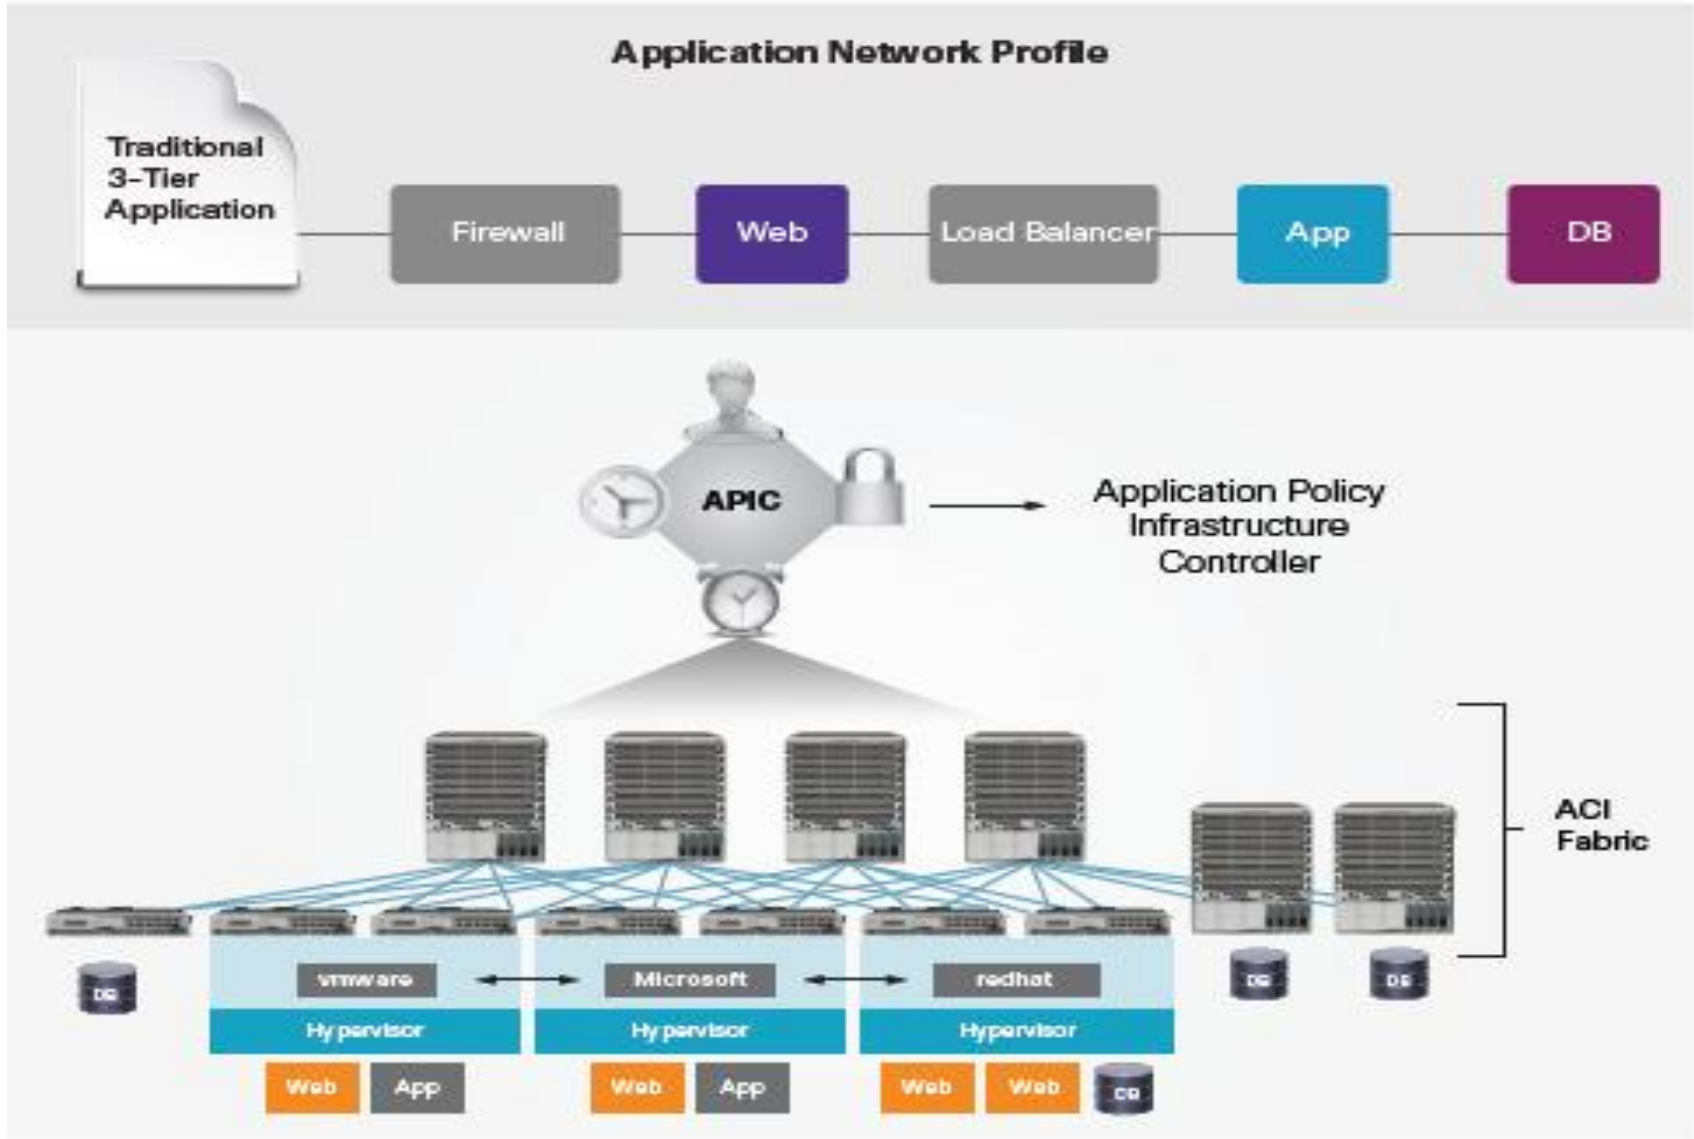 Application Network Profile
Traditional
3-Tier
Application
Firewall
Web
Load Balancer
App
DB
APIC
Application Policy
Infrastructure
Controller
ACI
Fabric
DB
vmware
Microsoft
redhat
DB
DB
Hypervisor
Hypervisor
Hypervisor
Web
App
Web
App
Web
Web
DB